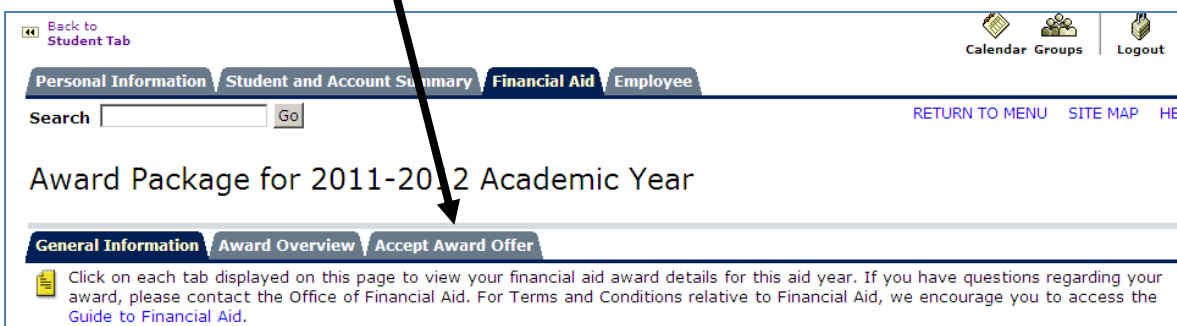 Back to
Student Tab
Calendar Groups Logout
Personal Information Student and Account Summary Financial Aid Employee
Search Go RETURN TO MENU SITE MAP HE
Award Package for 2011-2012 Academic Year
General Information Award Overview Accept Award Offer
Click on each tab displayed on this page to view your financial aid award details for this aid year. If you have questions regarding your
award, please contact the Office of Financial Aid. For Terms and Conditions relative to Financial Aid, we encourage you to access the
Guide to Financial Aid.